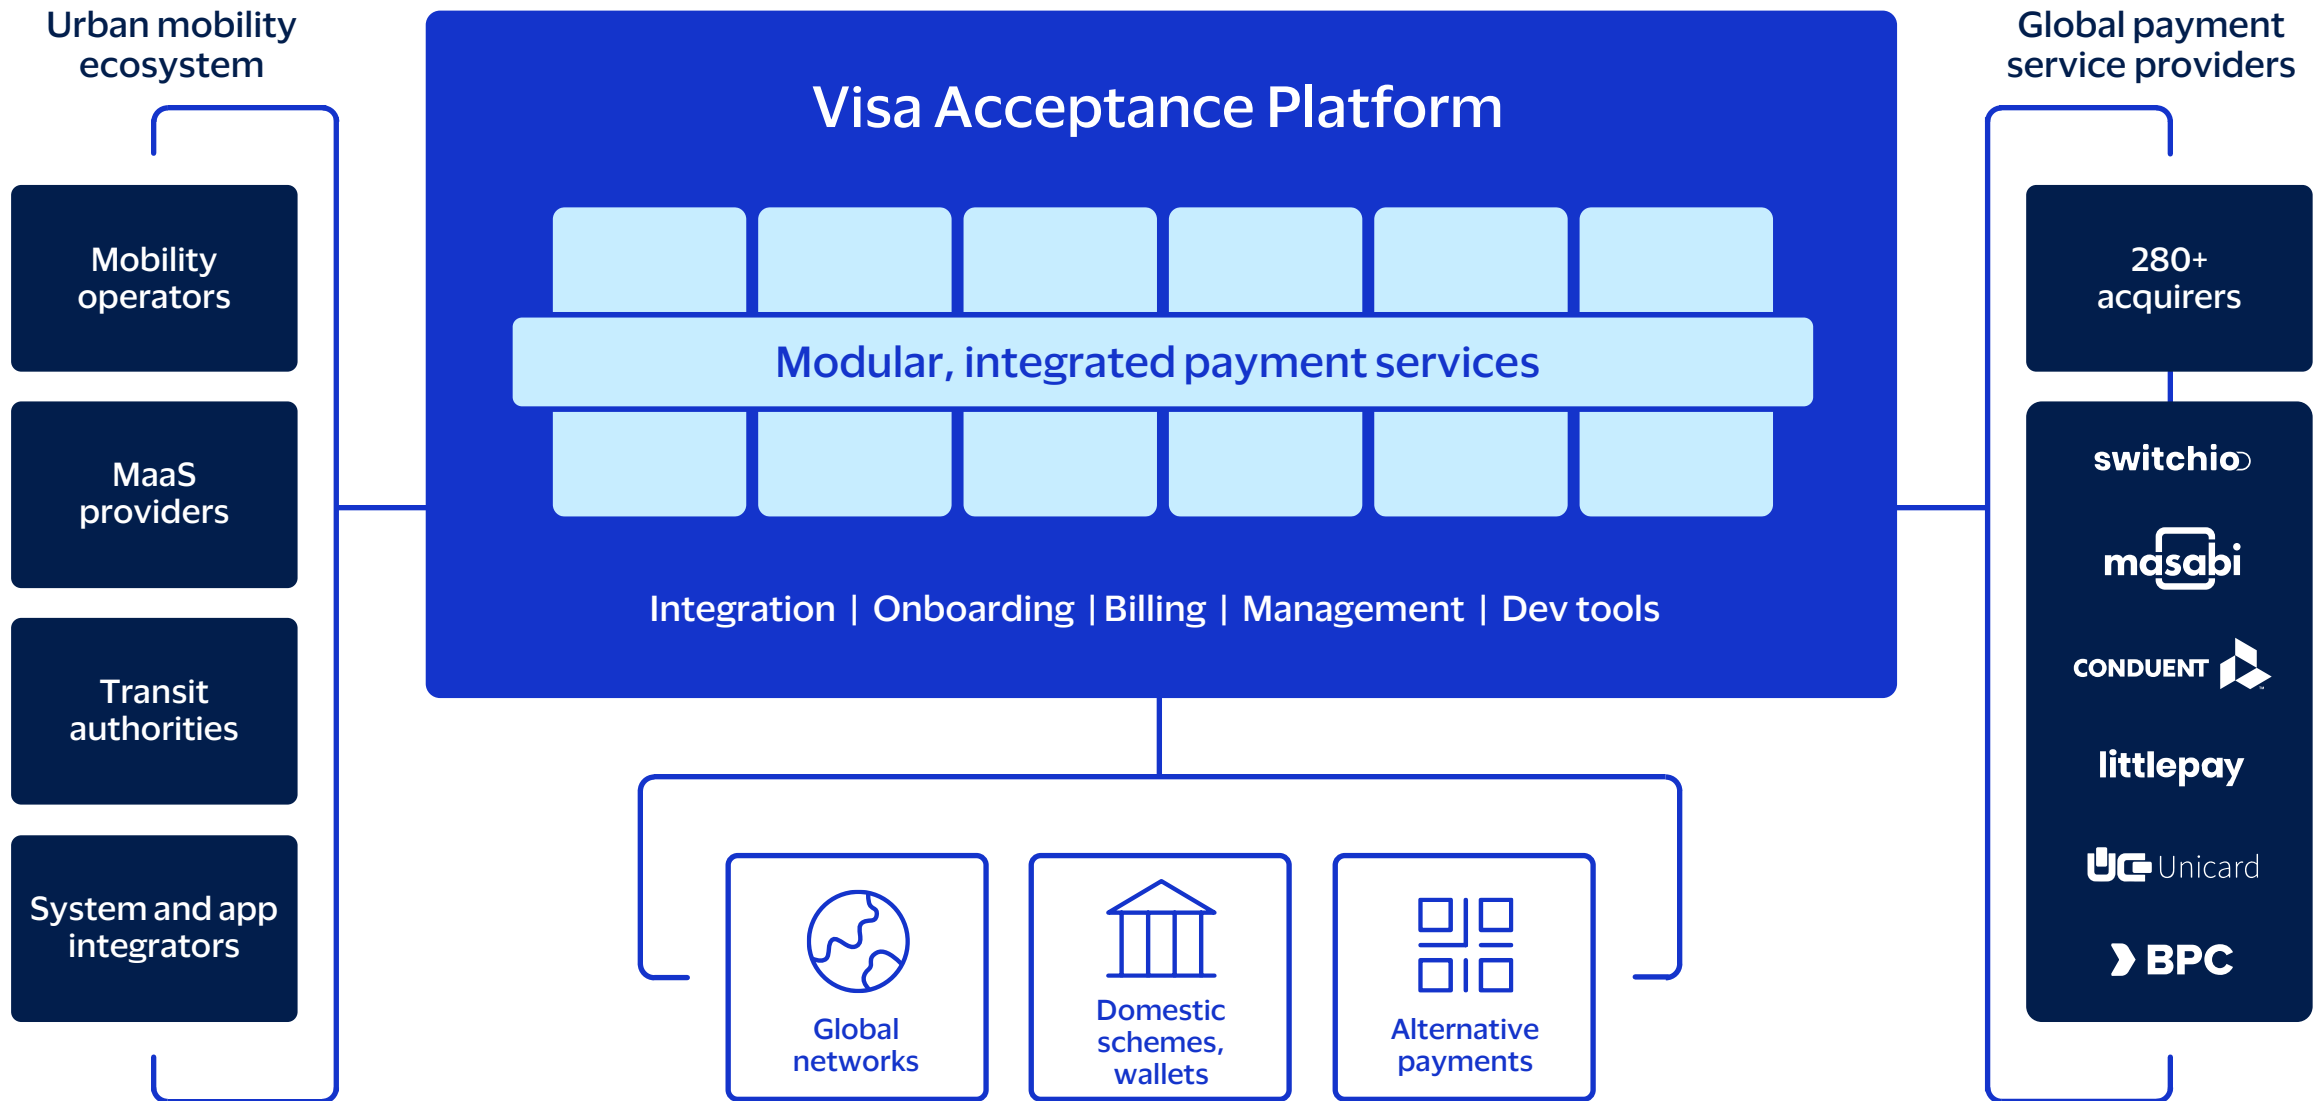 Urban mobility
ecosystem
Mobility
operators
MaaS
providers
Transit
authorities
System and app
integrators
Visa Acceptance Platform
Modular, integrated payment services
Integration | Onboarding | Billing | Management | Dev tools
Global
networks
Domestic
schemes,
wallets
Alternative
payments
Global payment
service providers
280+
acquirers
switchio
masabi
CONDUENT
littlepay
UC Unicard
BPC